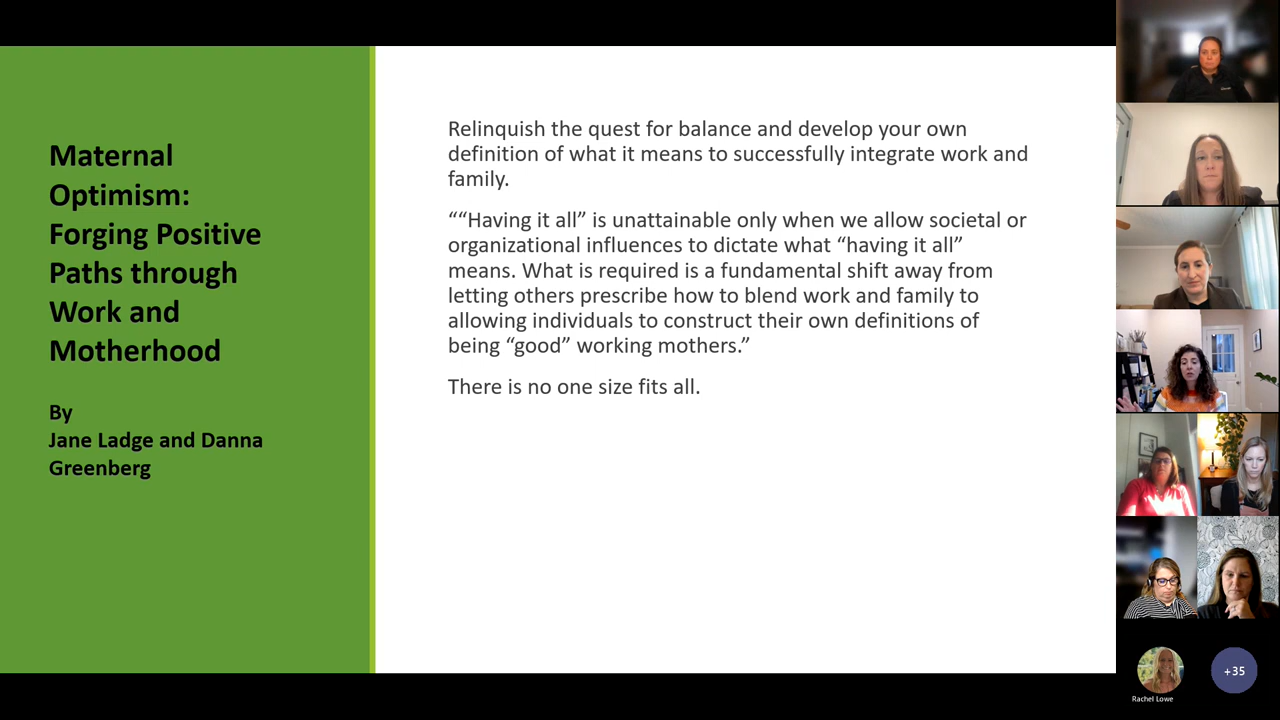 Maternal
Optimism:
Forging Positive
Paths through
Work and
Motherhood
By
Jane Ladge and Danna
Greenberg
Relinquish the quest for balance and develop your own
definition of what it means to successfully integrate work and
family.
““Having it all” is unattainable only when we allow societal or
organizational influences to dictate what “having it all”
means. What is required is a fundamental shift away from
letting others prescribe how to blend work and family to
allowing individuals to construct their own definitions of
being “good” working mothers.”
There is no one size fits all.
+35
Rachel Lowe